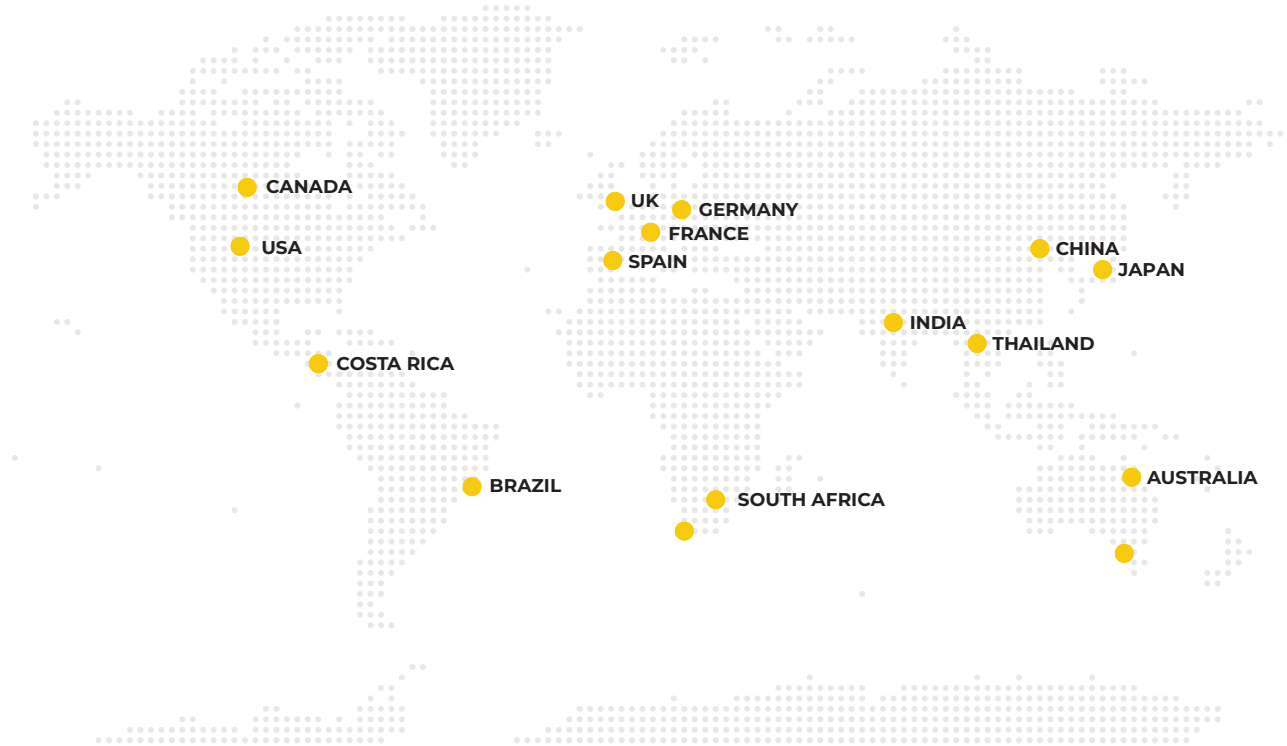 CANADA
UK
GERMANY
FRANCE
USA
CHINA
SPAIN
JAPAN
INDIA
THAILAND
COSTA RICA
AUSTRALIA
BRAZIL
SOUTH AFRICA